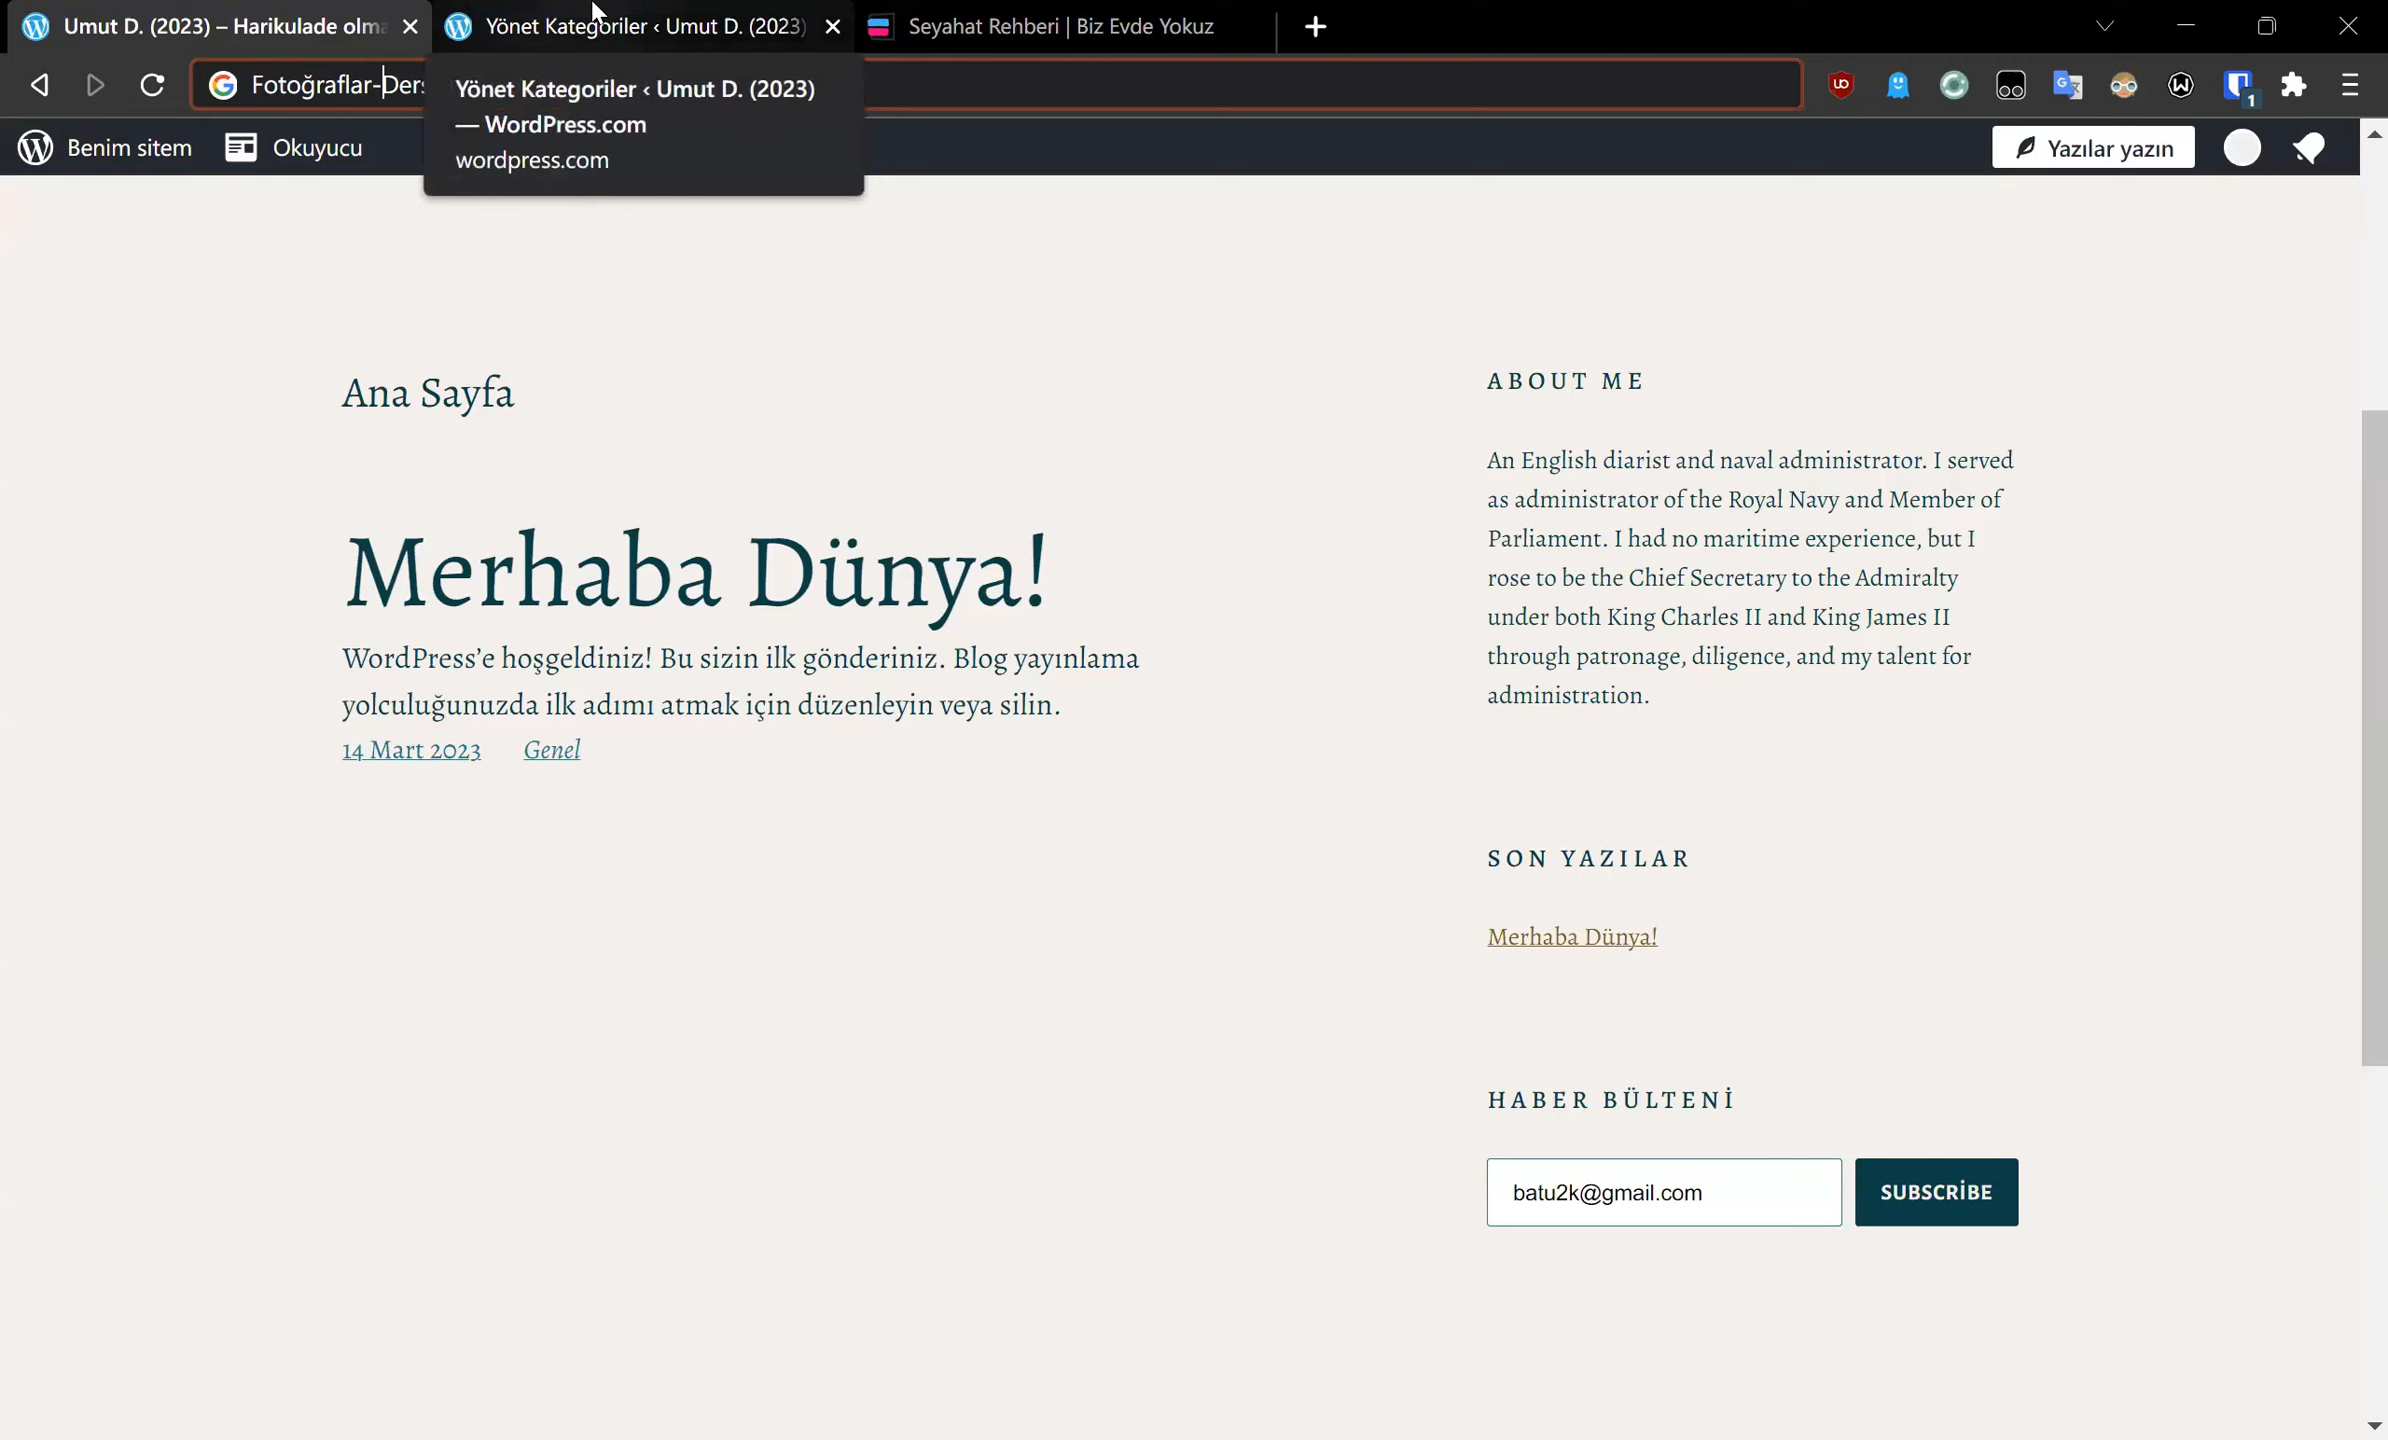 Umut D. (2023) – Harikulade olma
Yönet Kategoriler ‹ Umut D. (2023)
Seyahat Rehberi | Biz Evde Yokuz
Fotoğraflar-Ders
Yönet Kategoriler ‹ Umut D. (2023)
— WordPress.com
wordpress.com
1
Benim sitem
Okuyucu
Yazılar yazın
Ana Sayfa
Merhaba Dünya!
WordPress’e hoşgeldiniz! Bu sizin ilk gönderiniz. Blog yayınlama
yolculuğunuzda ilk adımı atmak için düzenleyin veya silin.
14 Mart 2023
Genel
ABOUT ME
An English diarist and naval administrator. I served
as administrator of the Royal Navy and Member of
Parliament. I had no maritime experience, but I
rose to be the Chief Secretary to the Admiralty
under both King Charles II and King James II
through patronage, diligence, and my talent for
administration.
SON YAZILAR
Merhaba Dünya!
HABER BÜLTENİ
batu2k@gmail.com
SUBSCRİBE